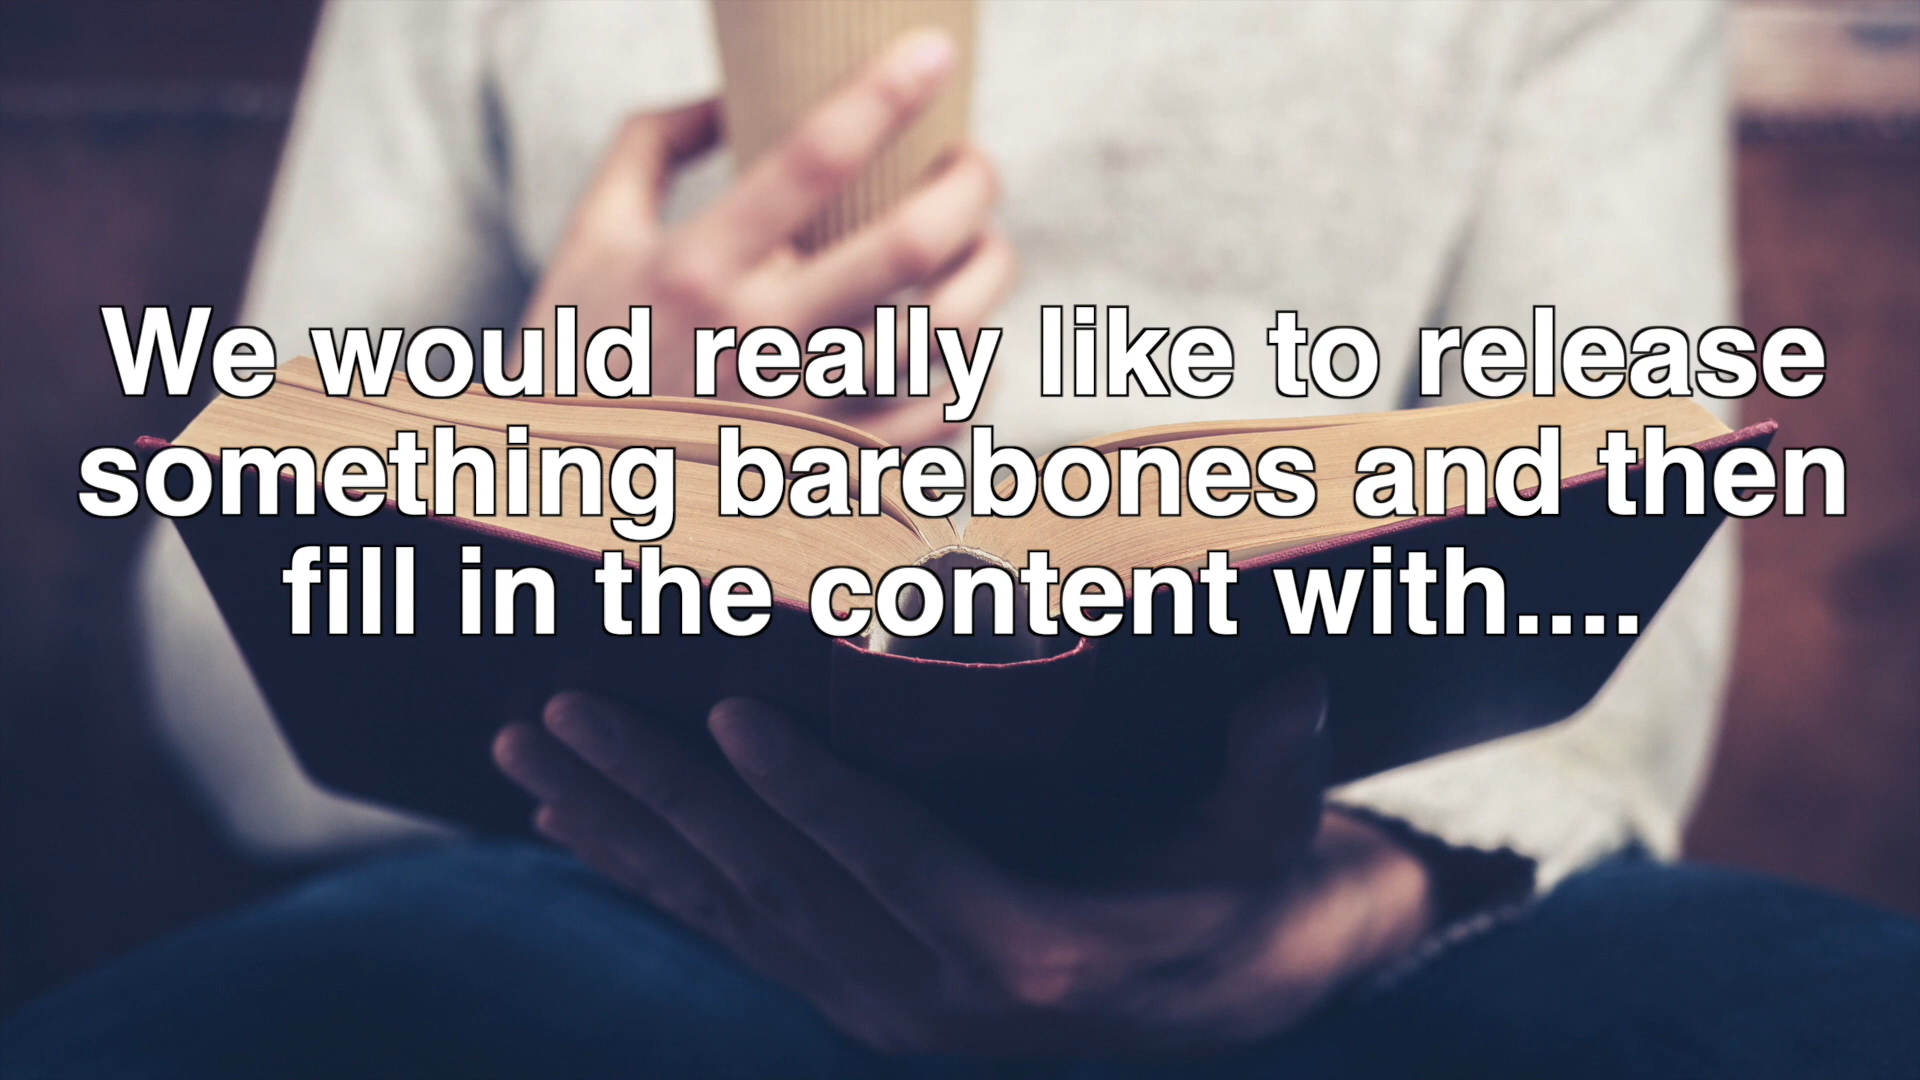 We would really like to release
something barebones and then
fill in the content with....